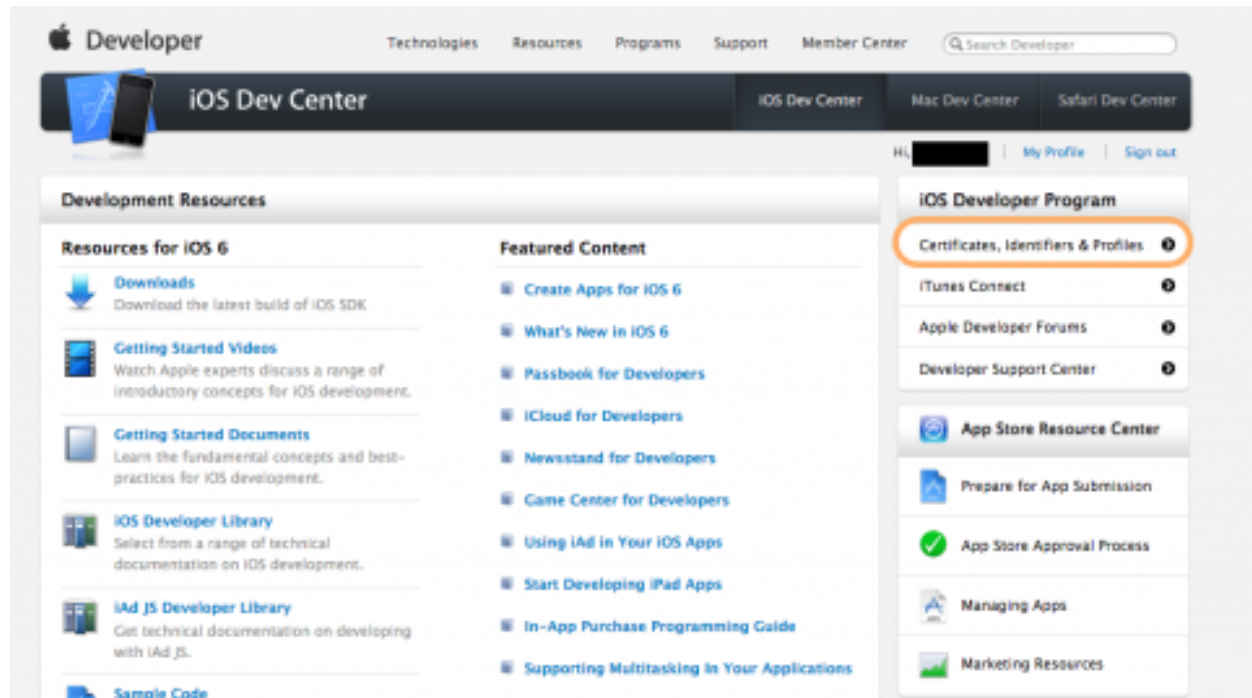 Developer
Technologies Resources Programs Support Member Center Search Developer
iOS Dev Center
iOS Dev Center Mac Dev Center Safari Dev Center
Hi, My Profile Sign out
Development Resources
Resources for iOS 6
Downloads
Download the latest build of iOS SDK
Getting Started Videos
Watch Apple experts discuss a range of
introductory concepts for iOS development.
Getting Started Documents
Learn the fundamental concepts and best-
practices for iOS development.
iOS Developer Library
Select from a range of technical
documentation on iOS development.
iAd JS Developer Library
Get technical documentation on developing
with iAd JS.
Sample Code
Featured Content
Create Apps for iOS 6
What's New in iOS 6
Passbook for Developers
iCloud for Developers
Newsstand for Developers
Game Center for Developers
Using iAd in Your iOS Apps
Start Developing iPad Apps
In-App Purchase Programming Guide
Supporting Multitasking In Your Applications
iOS Developer Program
Certificates, Identifiers & Profiles
iTunes Connect
Apple Developer Forums
Developer Support Center
App Store Resource Center
Prepare for App Submission
App Store Approval Process
Managing Apps
Marketing Resources